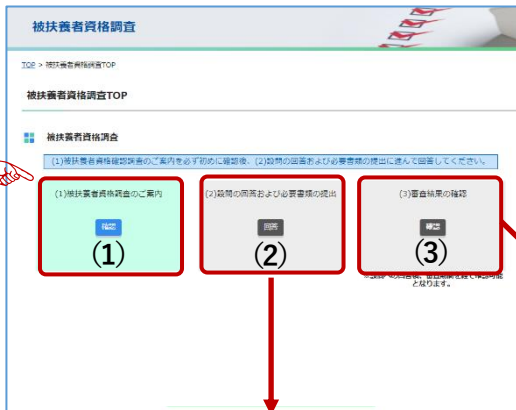 被扶養者資格調査
TOP > 被扶養者資格調査TOP
被扶養者資格調査TOP
被扶養者資格調査
(1)被扶養者資格確認調査のご案内を必ず初めに確認後、(2)設問の回答および必要書類の提出に進んで回答してください。
(1)被扶養者資格調査のご案内
確認
(1)
(2)設問の回答および必要書類の提出
回答
(2)
(3)審査結果の確認
確認
(3)
となります。